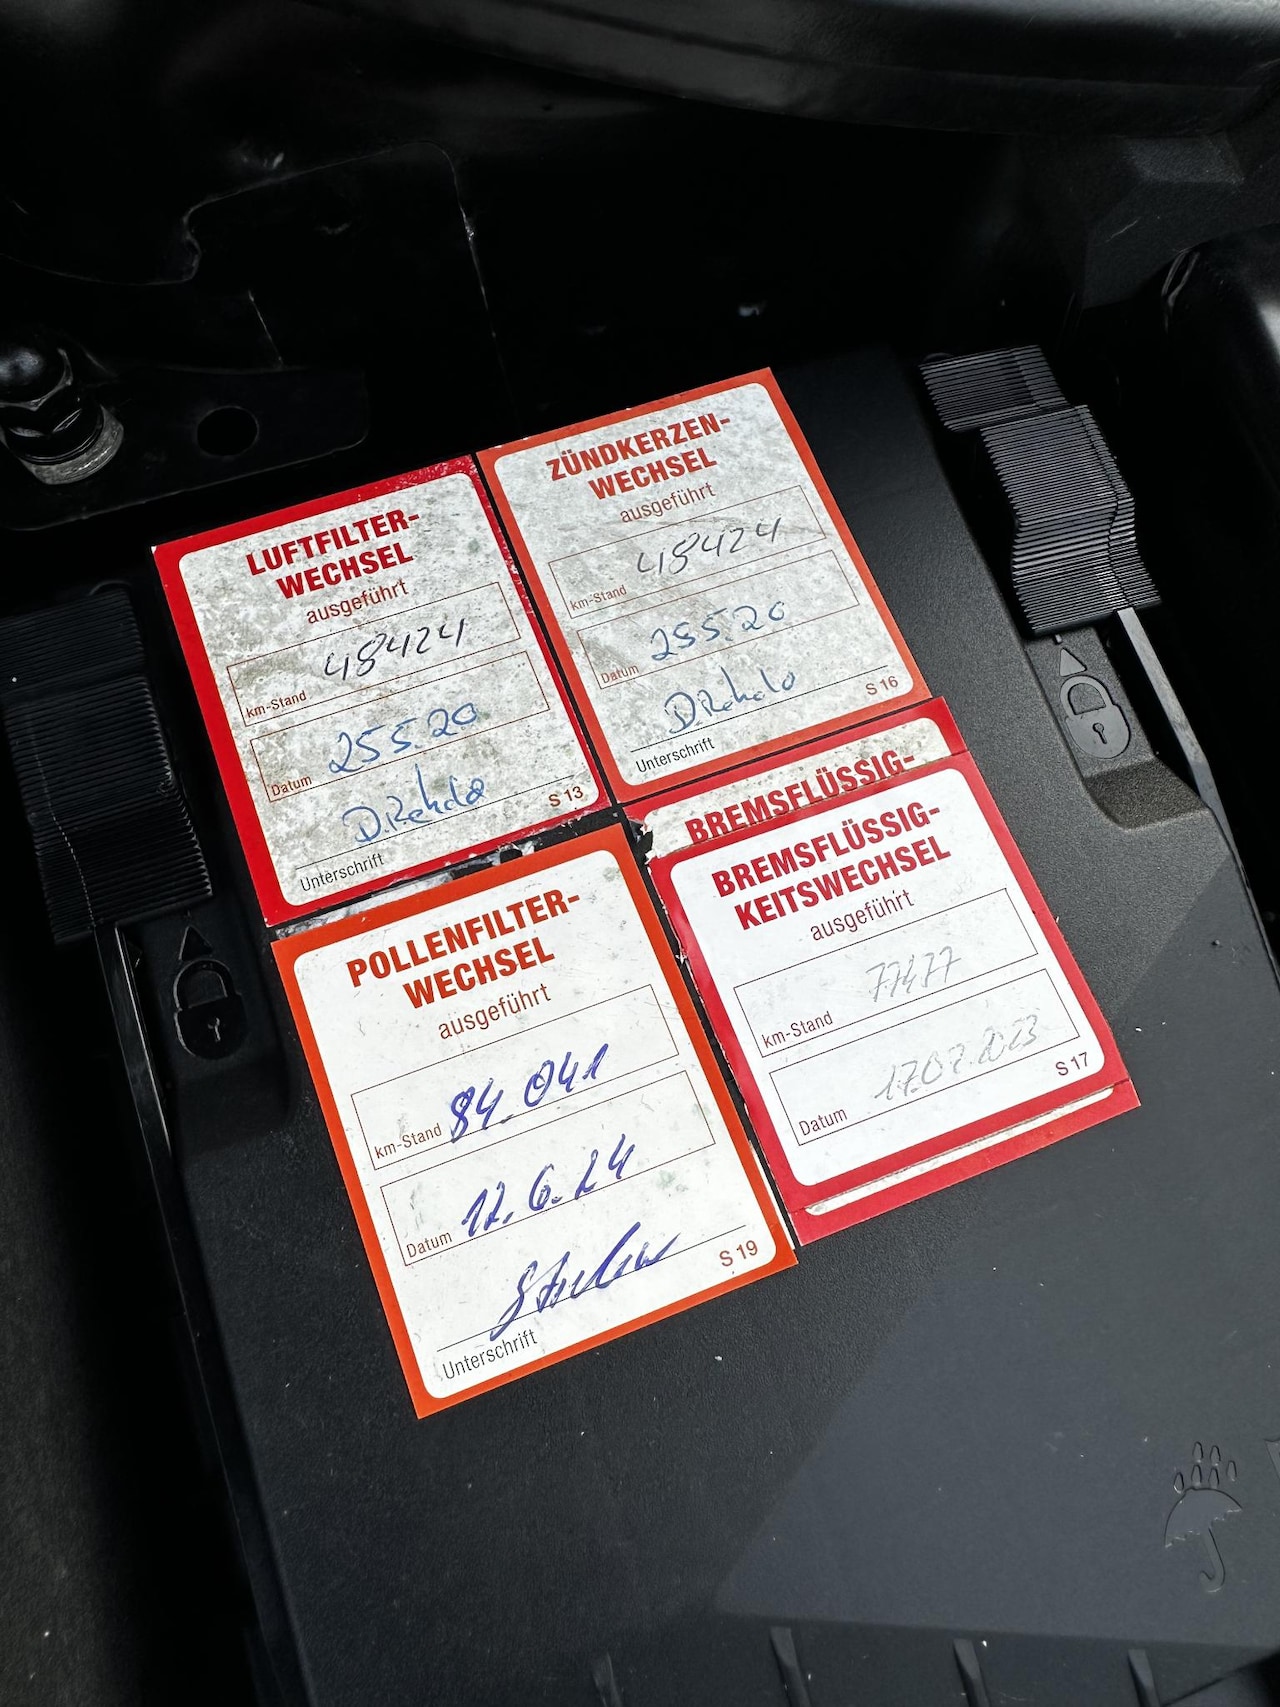 LUFTFILTER-
WECHSEL
ausgeführt
48424
km-Stand
25 5. 20
Datum
Unterschrift
S 13
ZÜNDKERZEN-
WECHSEL
ausgeführt
48424
km-Stand
25 5. 20
Datum
S 16
Unterschrift
BREMSFLÜSSIG-
BREMSFLÜSSIG-
KEITSWECHSEL
ausgeführt
77477
km-Stand
17.07.2023
Datum
S 17
POLLENFILTER-
WECHSEL
ausgeführt
84.041
km-Stand
12.6.24
Datum
S 19
Unterschrift